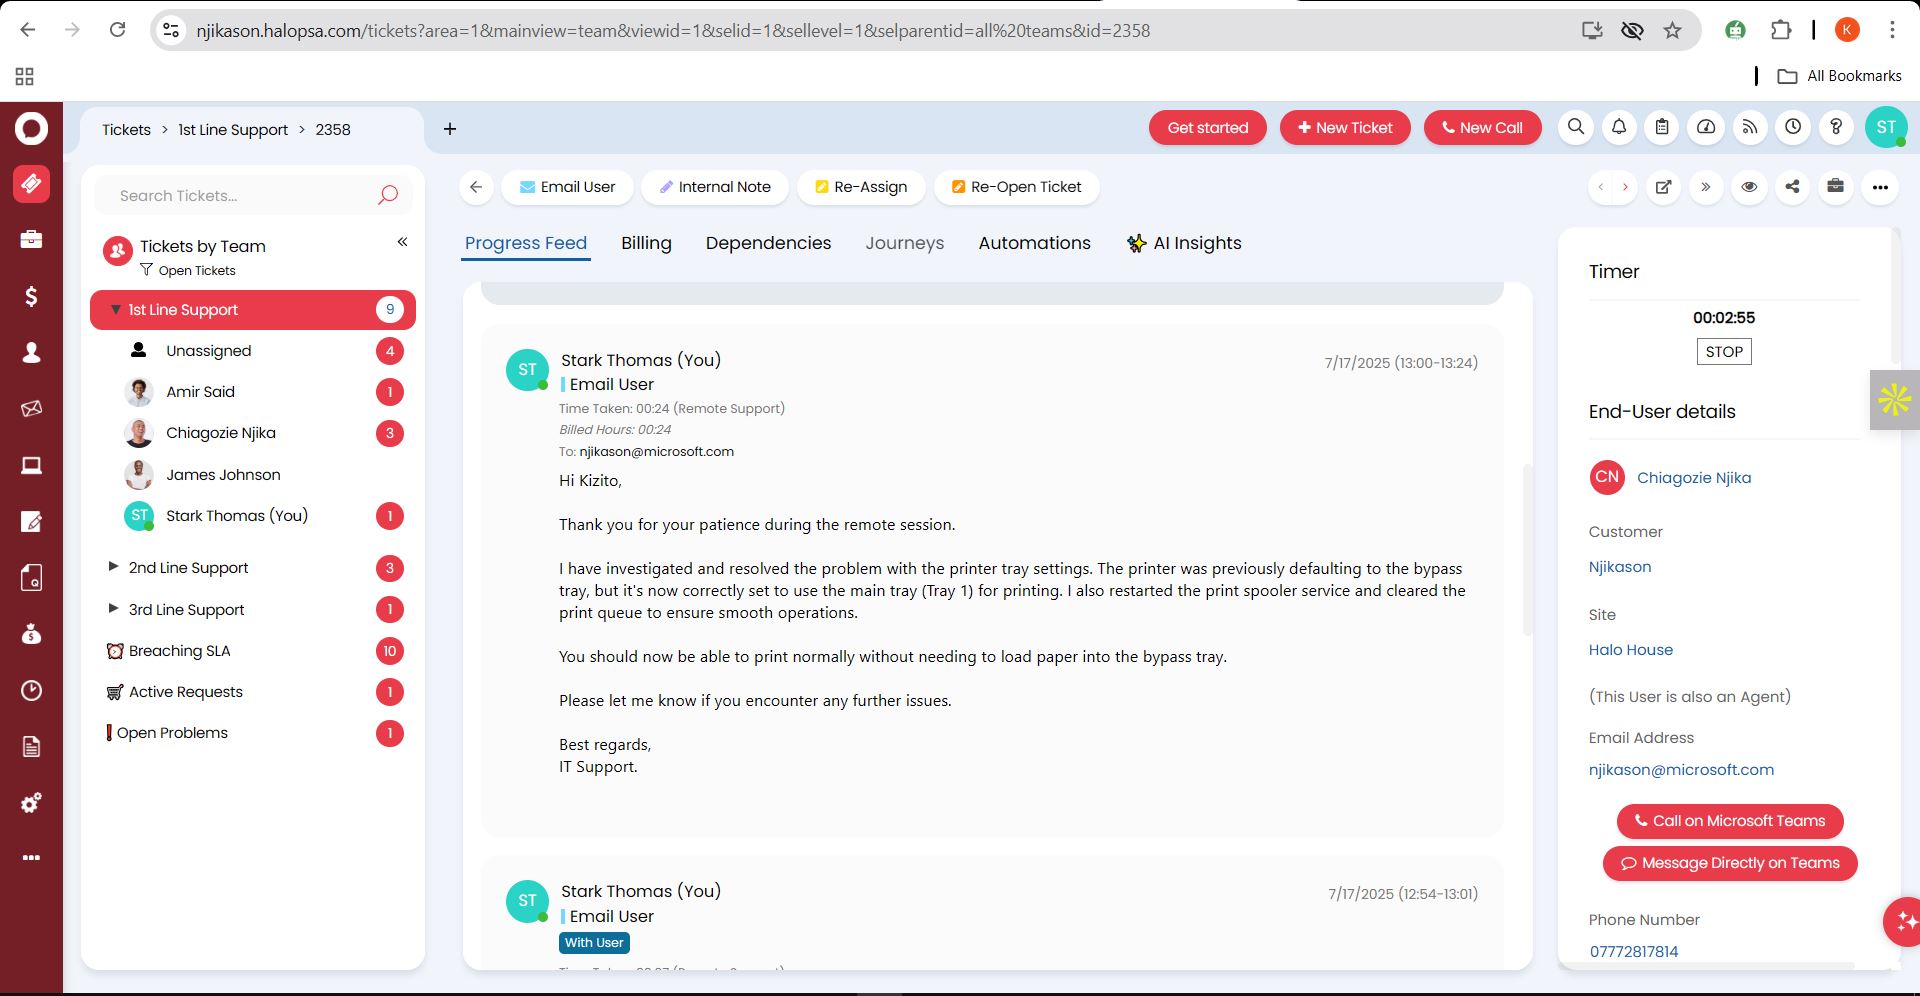 njikason.halopsa.com/tickets?area=1&mainview=team&viewid=1&selid=1&sellevel=1&selparentid=all%20teams&id=2358
K
All Bookmarks
Tickets > 1st Line Support > 2358
+
Get started
New Ticket
New Call
ST
Search Tickets...
Tickets by Team
Open Tickets
1st Line Support 9
Unassigned 4
Amir Said 1
Chiagozie Njika 3
James Johnson
ST Stark Thomas (You) 1
2nd Line Support 3
3rd Line Support 1
Breaching SLA 10
Active Requests 1
Open Problems 1
Email User
Internal Note
Re-Assign
Re-Open Ticket
Progress Feed
Billing
Dependencies
Journeys
Automations
AI Insights
ST
Stark Thomas (You)
7/17/2025 (13:00-13:24)
Email User
Time Taken: 00:24 (Remote Support)
Billed Hours: 00:24
To: njikason@microsoft.com
Hi Kizito,
Thank you for your patience during the remote session.
I have investigated and resolved the problem with the printer tray settings. The printer was previously defaulting to the bypass
tray, but it's now correctly set to use the main tray (Tray 1) for printing. I also restarted the print spooler service and cleared the
print queue to ensure smooth operations.
You should now be able to print normally without needing to load paper into the bypass tray.
Please let me know if you encounter any further issues.
Best regards,
IT Support.
ST
Stark Thomas (You)
7/17/2025 (12:54-13:01)
Email User
With User
Timer
00:02:55
STOP
End-User details
CN Chiagozie Njika
Customer
Njikason
Site
Halo House
(This User is also an Agent)
Email Address
njikason@microsoft.com
Call on Microsoft Teams
Message Directly on Teams
Phone Number
07772817814